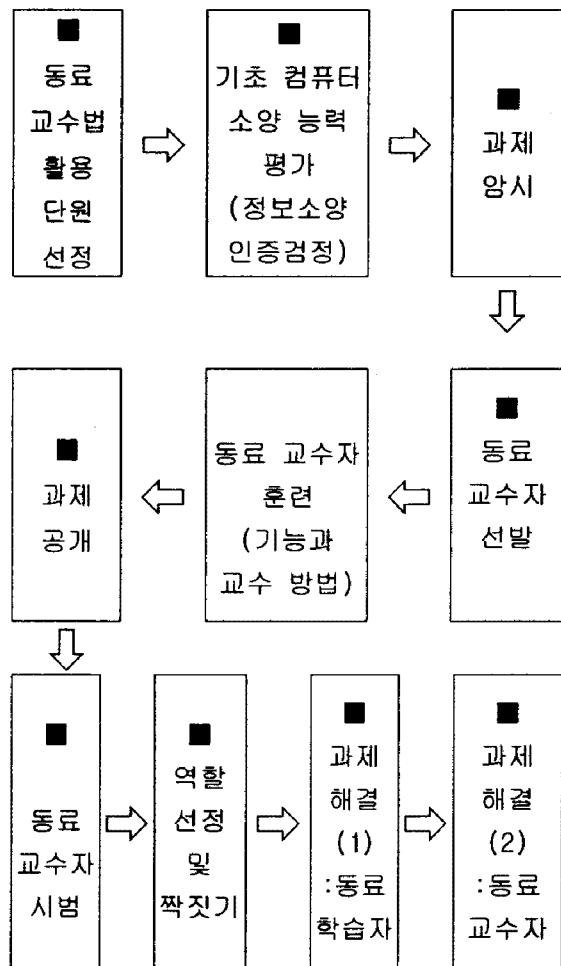 ■
동료
교수법
활용
단원
선정
■
기초 컴퓨터
소양 능력
평가
(정보소양
인증검정)
■
과제
암시
■
동료
교수자
선발
동료 교수자
훈련
(기능과
교수 방법)
■
과제
공개
■
동료
교수자
시범
■
역할
선정
및
짝짓기
■
과제
해결
(1)
:동료
학습자
■
과제
해결
(2)
:동료
교수자